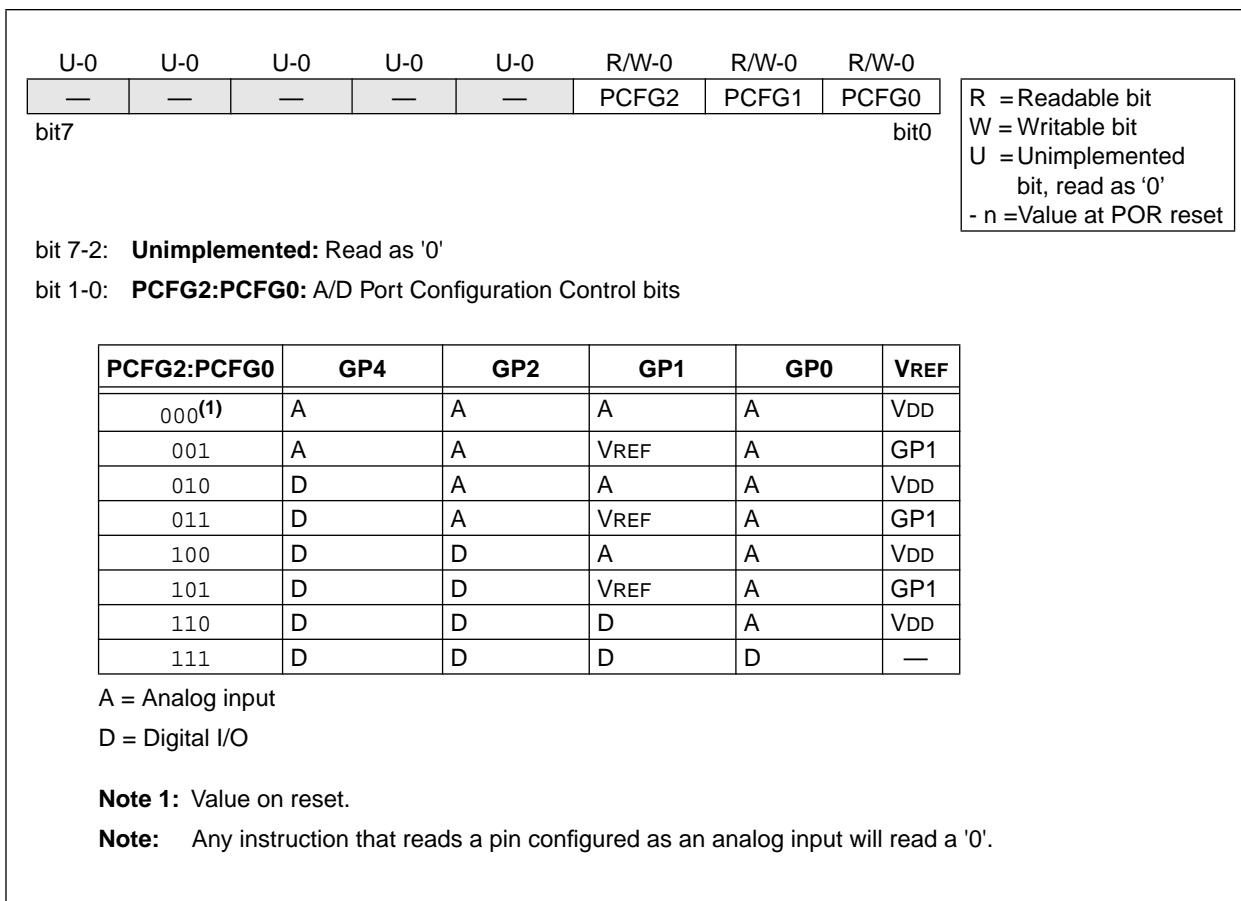 U-0 U-0 U-0 U-0 U-0 R/W-0 R/W-0 R/W-0
— — — — — PCFG2 PCFG1 PCFG0
bit7 bit0
R = Readable bit
W = Writable bit
U = Unimplemented
bit, read as ‘0’
- n = Value at POR reset
bit 7-2: Unimplemented: Read as '0'
bit 1-0: PCFG2:PCFG0: A/D Port Configuration Control bits
PCFG2:PCFG0 GP4 GP2 GP1 GP0 VREF
000(1) A A A A VDD
001 A A VREF A GP1
010 D A A A VDD
011 D A VREF A GP1
100 D D A A VDD
101 D D VREF A GP1
110 D D D A VDD
111 D D D D —
A = Analog input
D = Digital I/O
Note 1: Value on reset.
Note: Any instruction that reads a pin configured as an analog input will read a '0'.